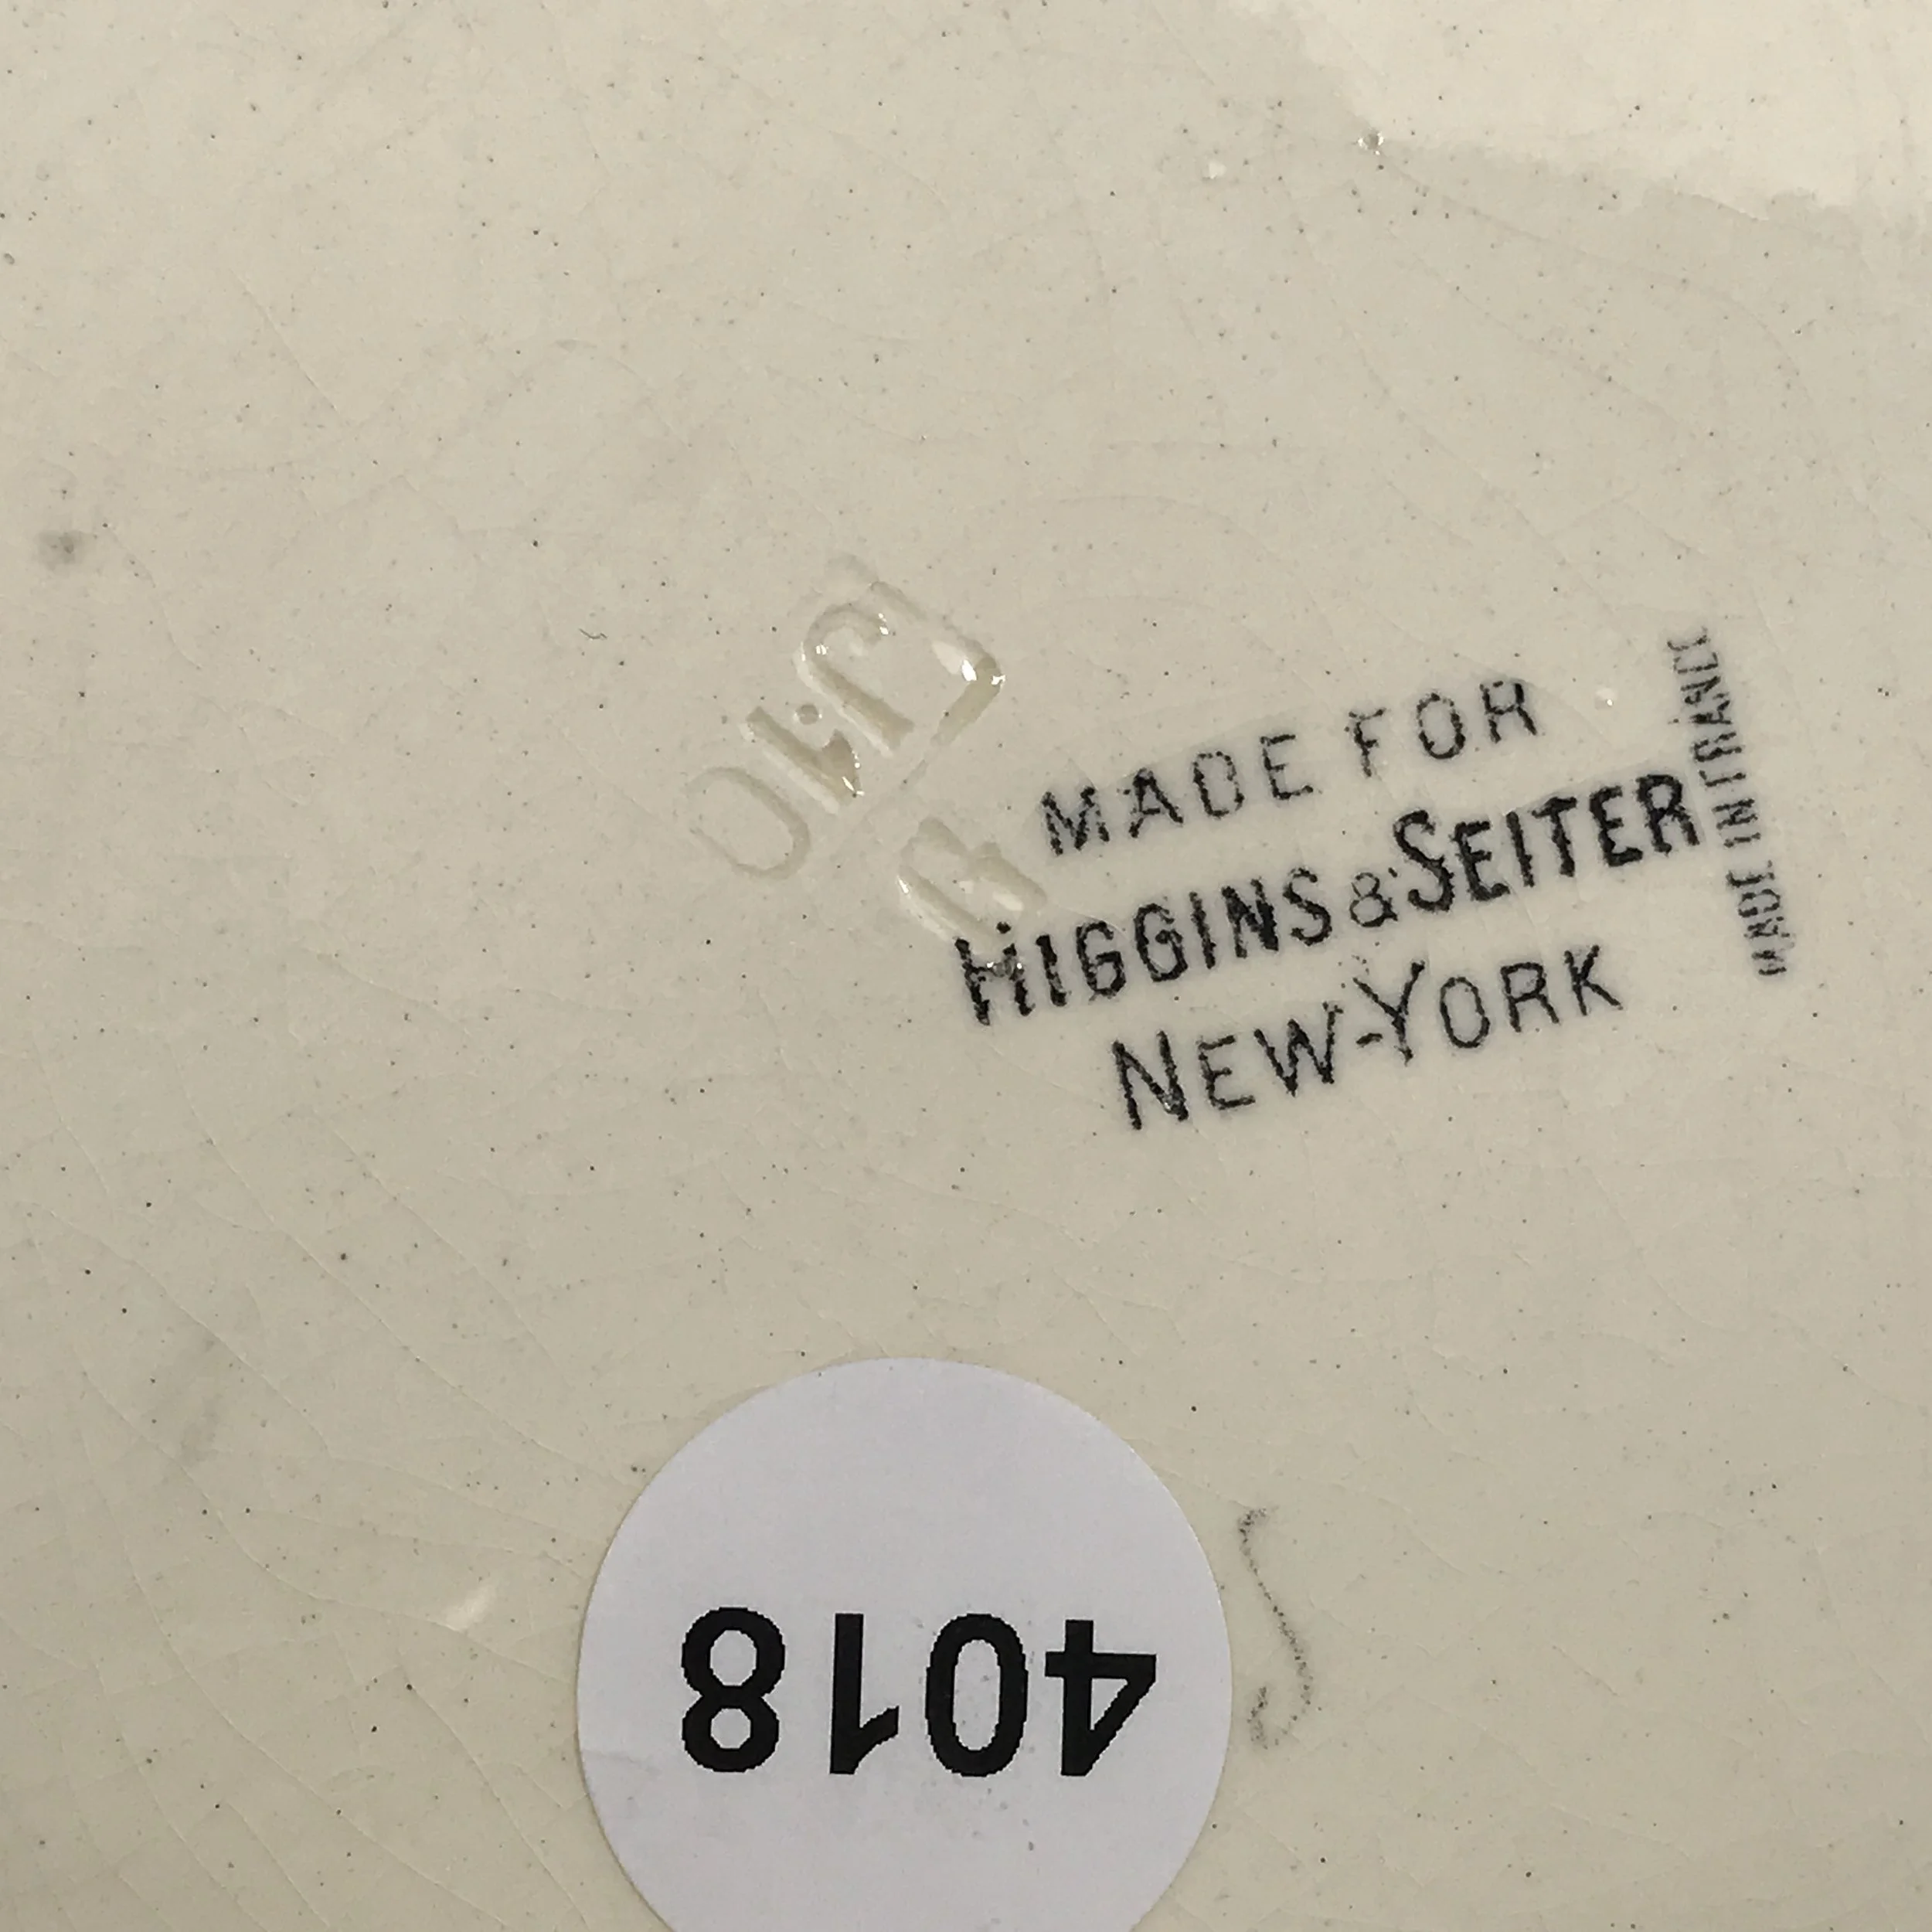 MADE FOR
HIGGINS & SEITER
NEW-YORK
MADE IN FRANCE
4018